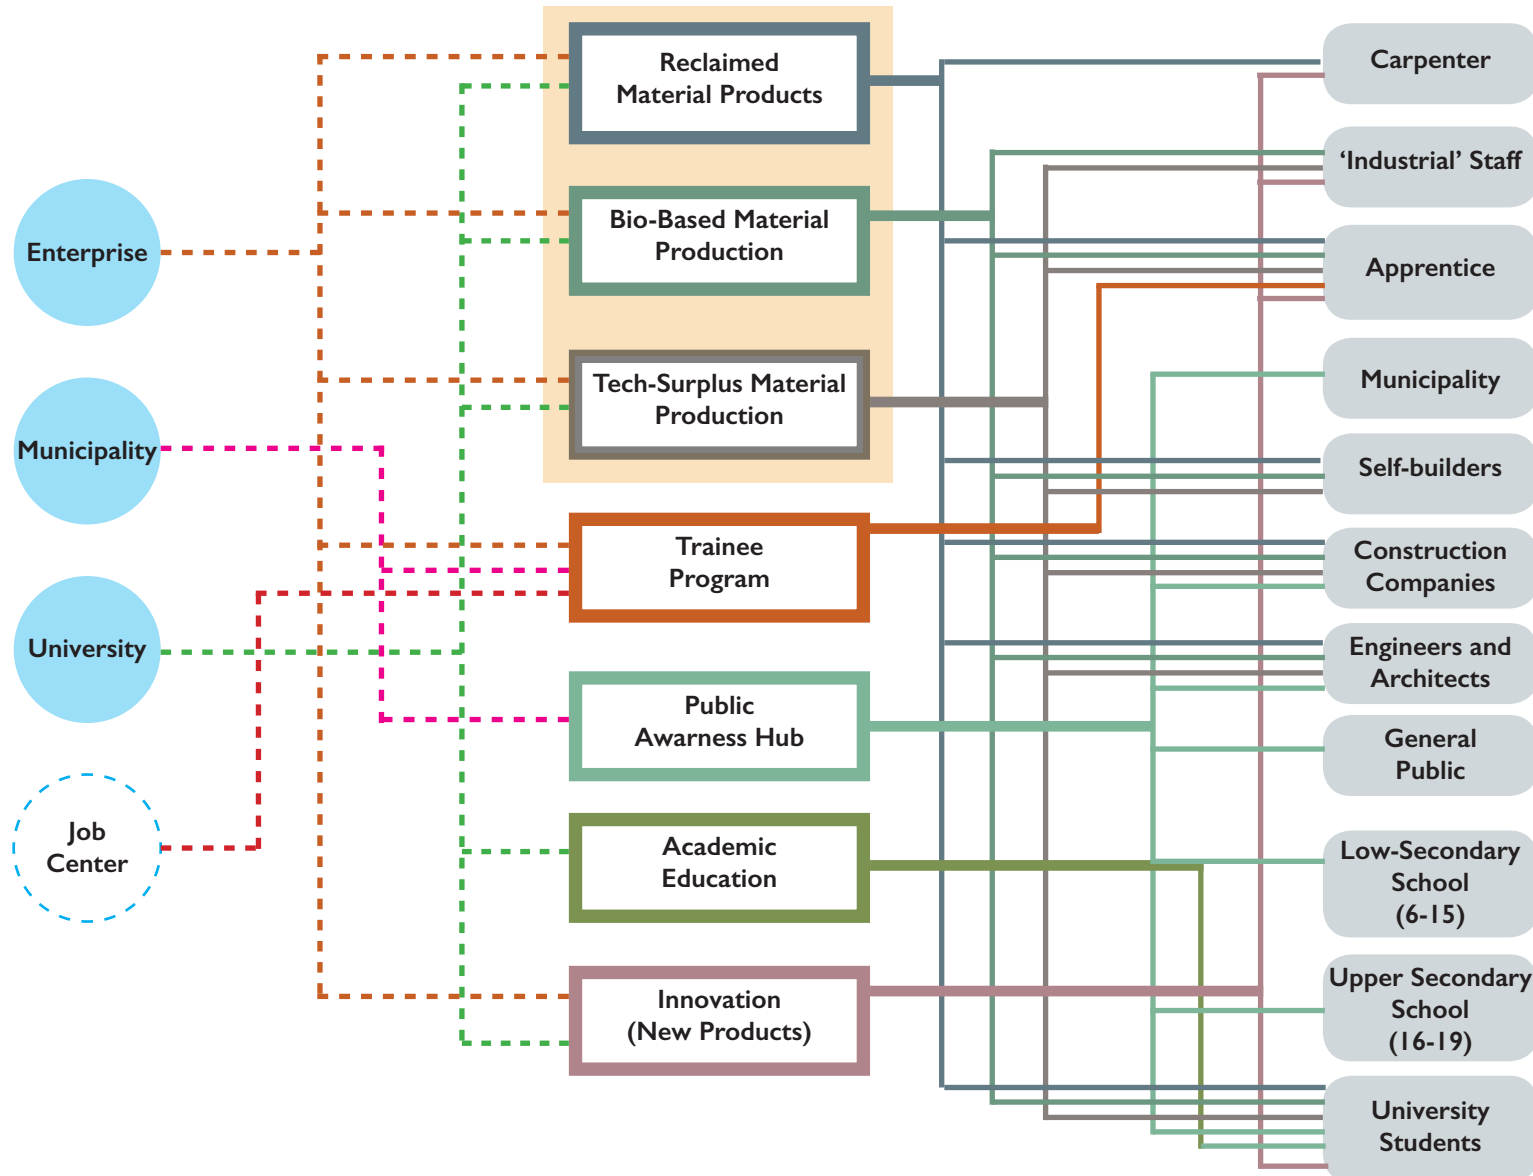 Enterprise
Municipality
University
Job
Center
Reclaimed
Material Products
Bio-Based Material
Production
Tech-Surplus Material
Production
Trainee
Program
Public
Awarness Hub
Academic
Education
Innovation
(New Products)
Carpenter
‘Industrial’ Staff
Apprentice
Municipality
Self-builders
Construction
Companies
Engineers and
Architects
General
Public
Low-Secondary
School
(6-15)
Upper Secondary
School
(16-19)
University
Students